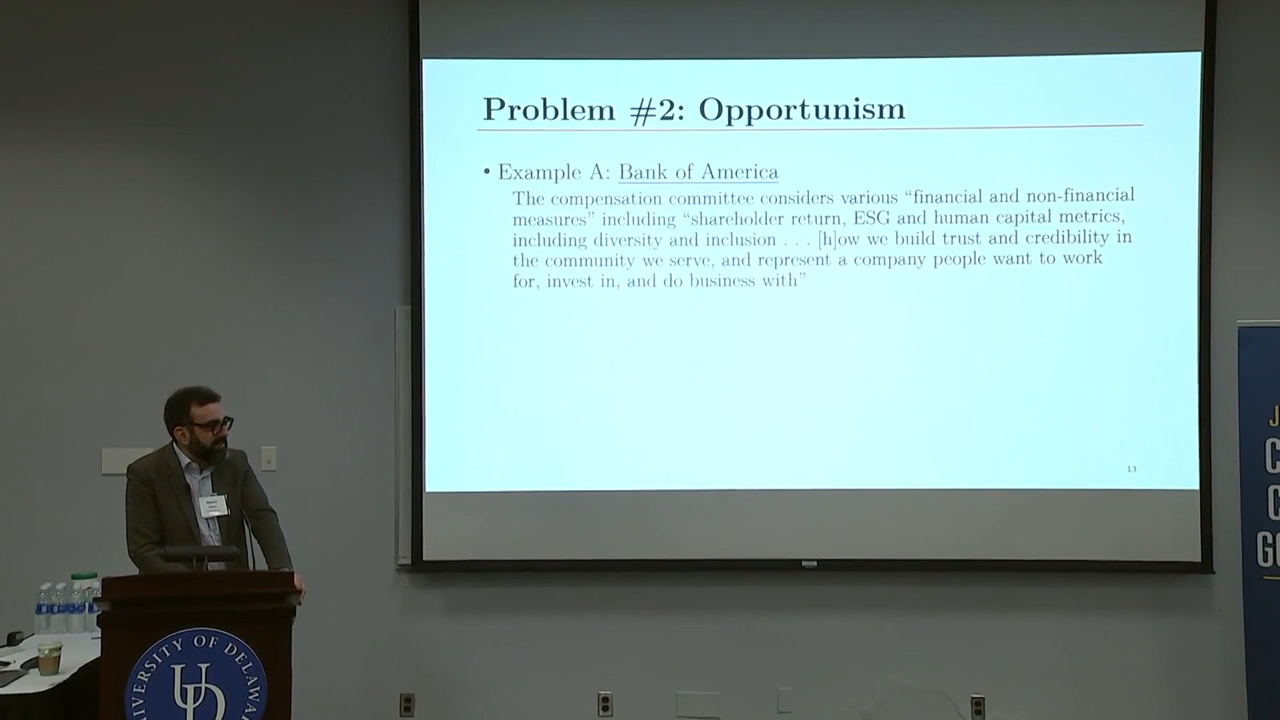 Problem #2: Opportunism
• Example A: Bank of America
The compensation committee considers various “financial and non-financial
measures” including “shareholder return, ESG and human capital metrics,
including diversity and inclusion . . . [h]ow we build trust and credibility in
the community we serve, and represent a company people want to work
for, invest in, and do business with”
13
UD